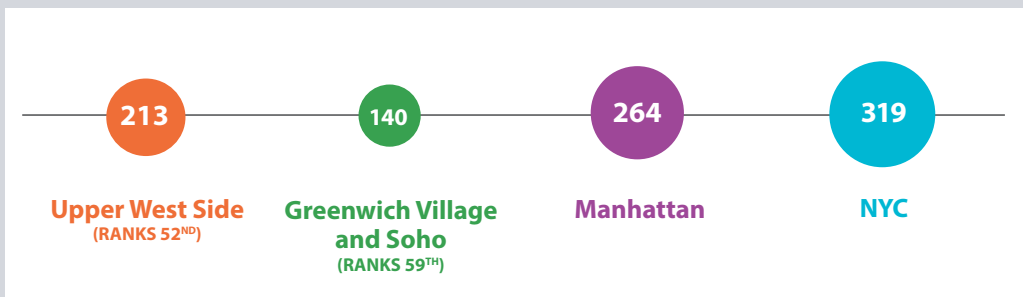 213
140
264
319
Upper West Side
(RANKS 52ND)
Greenwich Village
and Soho
(RANKS 59TH)
Manhattan
NYC